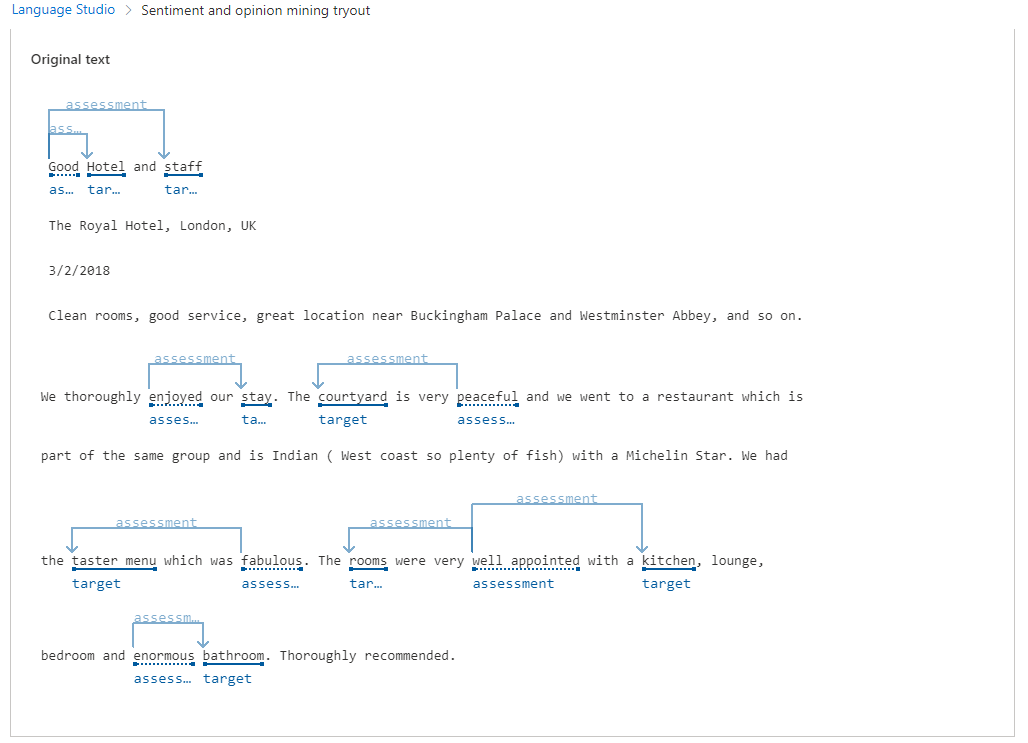 Language Studio > Sentiment and opinion mining tryout
Original text
assessment
ass...
Good Hotel and staff
as... tar... tar...
The Royal Hotel, London, UK
3/2/2018
Clean rooms, good service, great location near Buckingham Palace and Westminster Abbey, and so on.
assessment assessment
We thoroughly enjoyed our stay. The courtyard is very peaceful and we went to a restaurant which is
asses... ta... target assess...
part of the same group and is Indian ( West coast so plenty of fish) with a Michelin Star. We had
assessment
assessment assessment
the taster menu which was fabulous. The rooms were very well appointed with a kitchen, lounge,
target assess... tar... assessment target
assessm...
bedroom and enormous bathroom. Thoroughly recommended.
assess... target